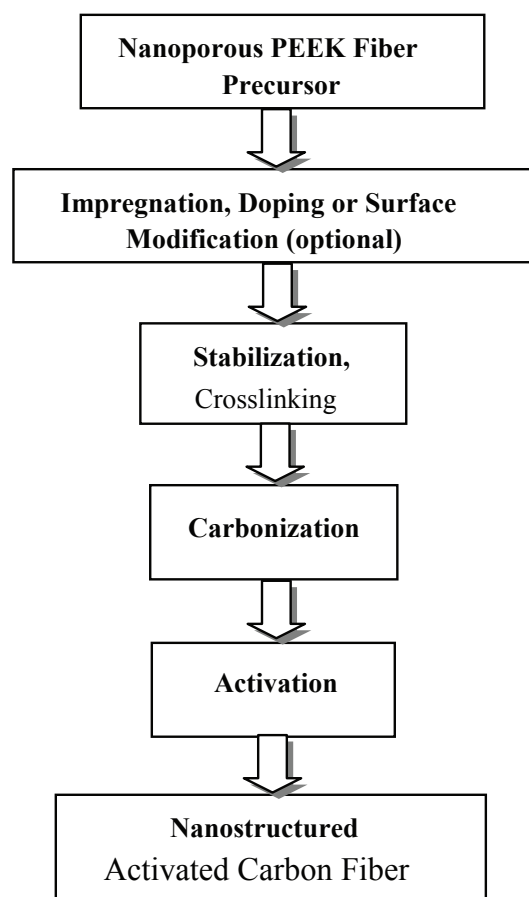 Nanoporous PEEK Fiber
Precursor
Impregnation, Doping or Surface
Modification (optional)
Stabilization,
Crosslinking
Carbonization
Activation
Nanostructured
Activated Carbon Fiber